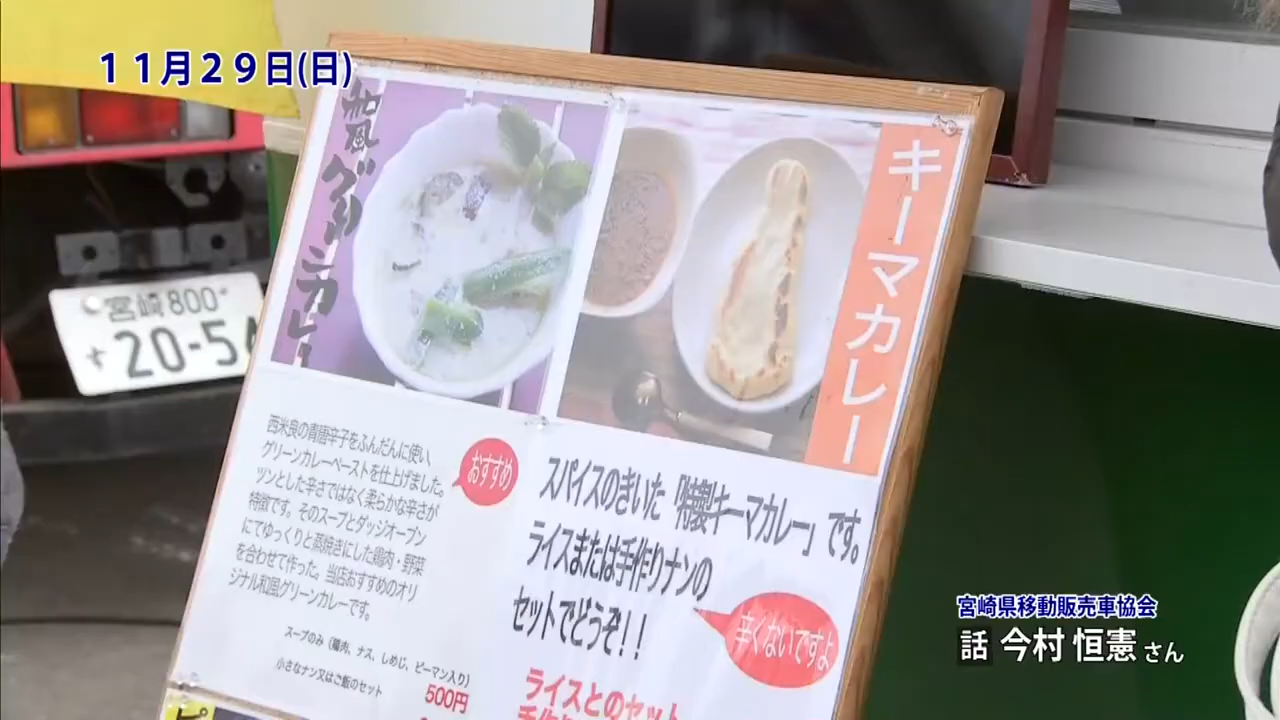 11月29日(日)
和風グリーンカレー
キーマカレー
宮崎800
す 20-5
西米良の青唐辛子をふんだんに使い、
グリーンカレーペーストを仕上げました。
ツンとした辛さではなく柔らかな辛さが
特徴です。そのスープとダッジオーブン
にてゆっくりと蒸焼きにした鶏肉・野菜
を合わせて作った。当店おすすめのオリ
ジナル和風グリーンカレーです。
おすすめ
スープのみ（鶏肉、ナス、しめじ、ピーマン入り）
小さなナン又はご飯のセット
500円
スパイスのきいた「特製キーマカレー」です。
ライスまたは手作りナンの
セットでどうぞ！！
辛くないですよ
ライスとのセット
手作り
ピ
宮崎県移動販売車協会
話 今村 恒憲 さん